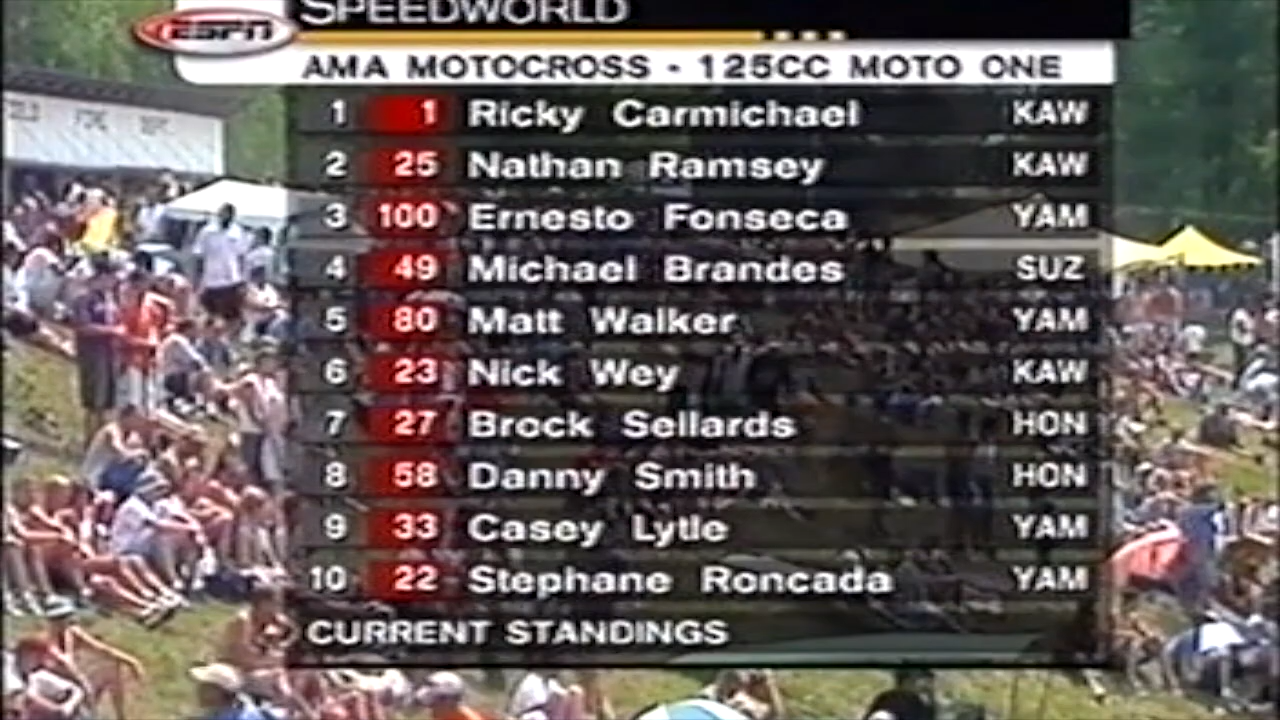 ESPN SPEEDWORLD
AMA MOTOCROSS - 125CC MOTO ONE
1 1 Ricky Carmichael KAW
2 25 Nathan Ramsey KAW
3 100 Ernesto Fonseca YAM
4 49 Michael Brandes SUZ
5 80 Matt Walker YAM
6 23 Nick Wey KAW
7 27 Brock Sellards HON
8 58 Danny Smith HON
9 33 Casey Lytle YAM
10 22 Stephane Roncada YAM
CURRENT STANDINGS